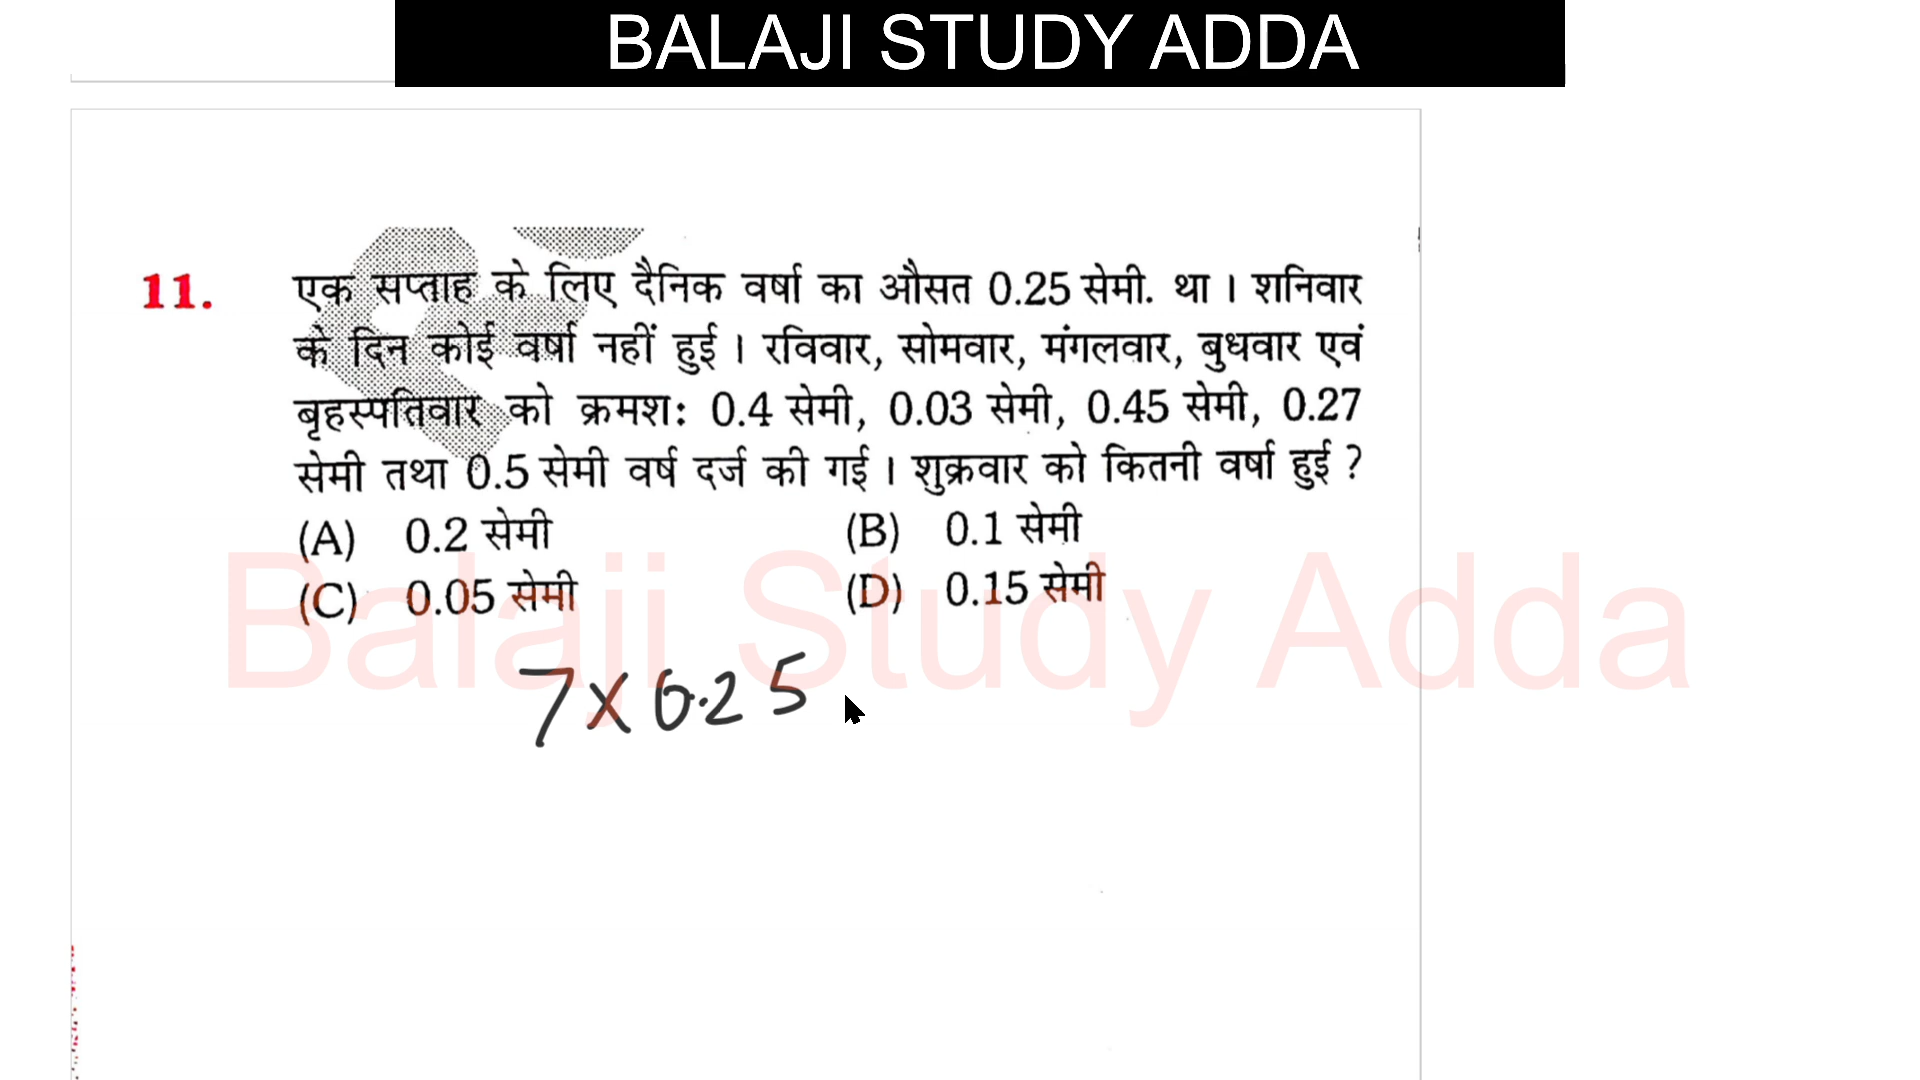 BALAJI STUDY ADDA
11. एक सप्ताह के लिए दैनिक वर्षा का औसत 0.25 सेमी. था । शनिवार
के दिन कोई वर्षा नहीं हुई । रविवार, सोमवार, मंगलवार, बुधवार एवं
बृहस्पतिवार को क्रमशः 0.4 सेमी, 0.03 सेमी, 0.45 सेमी, 0.27
सेमी तथा 0.5 सेमी वर्ष दर्ज की गई । शुक्रवार को कितनी वर्षा हुई ?
(A) 0.2 सेमी (B) 0.1 सेमी
(C) 0.05 सेमी (D) 0.15 सेमी
Balaji Study Adda
7 × 0.25